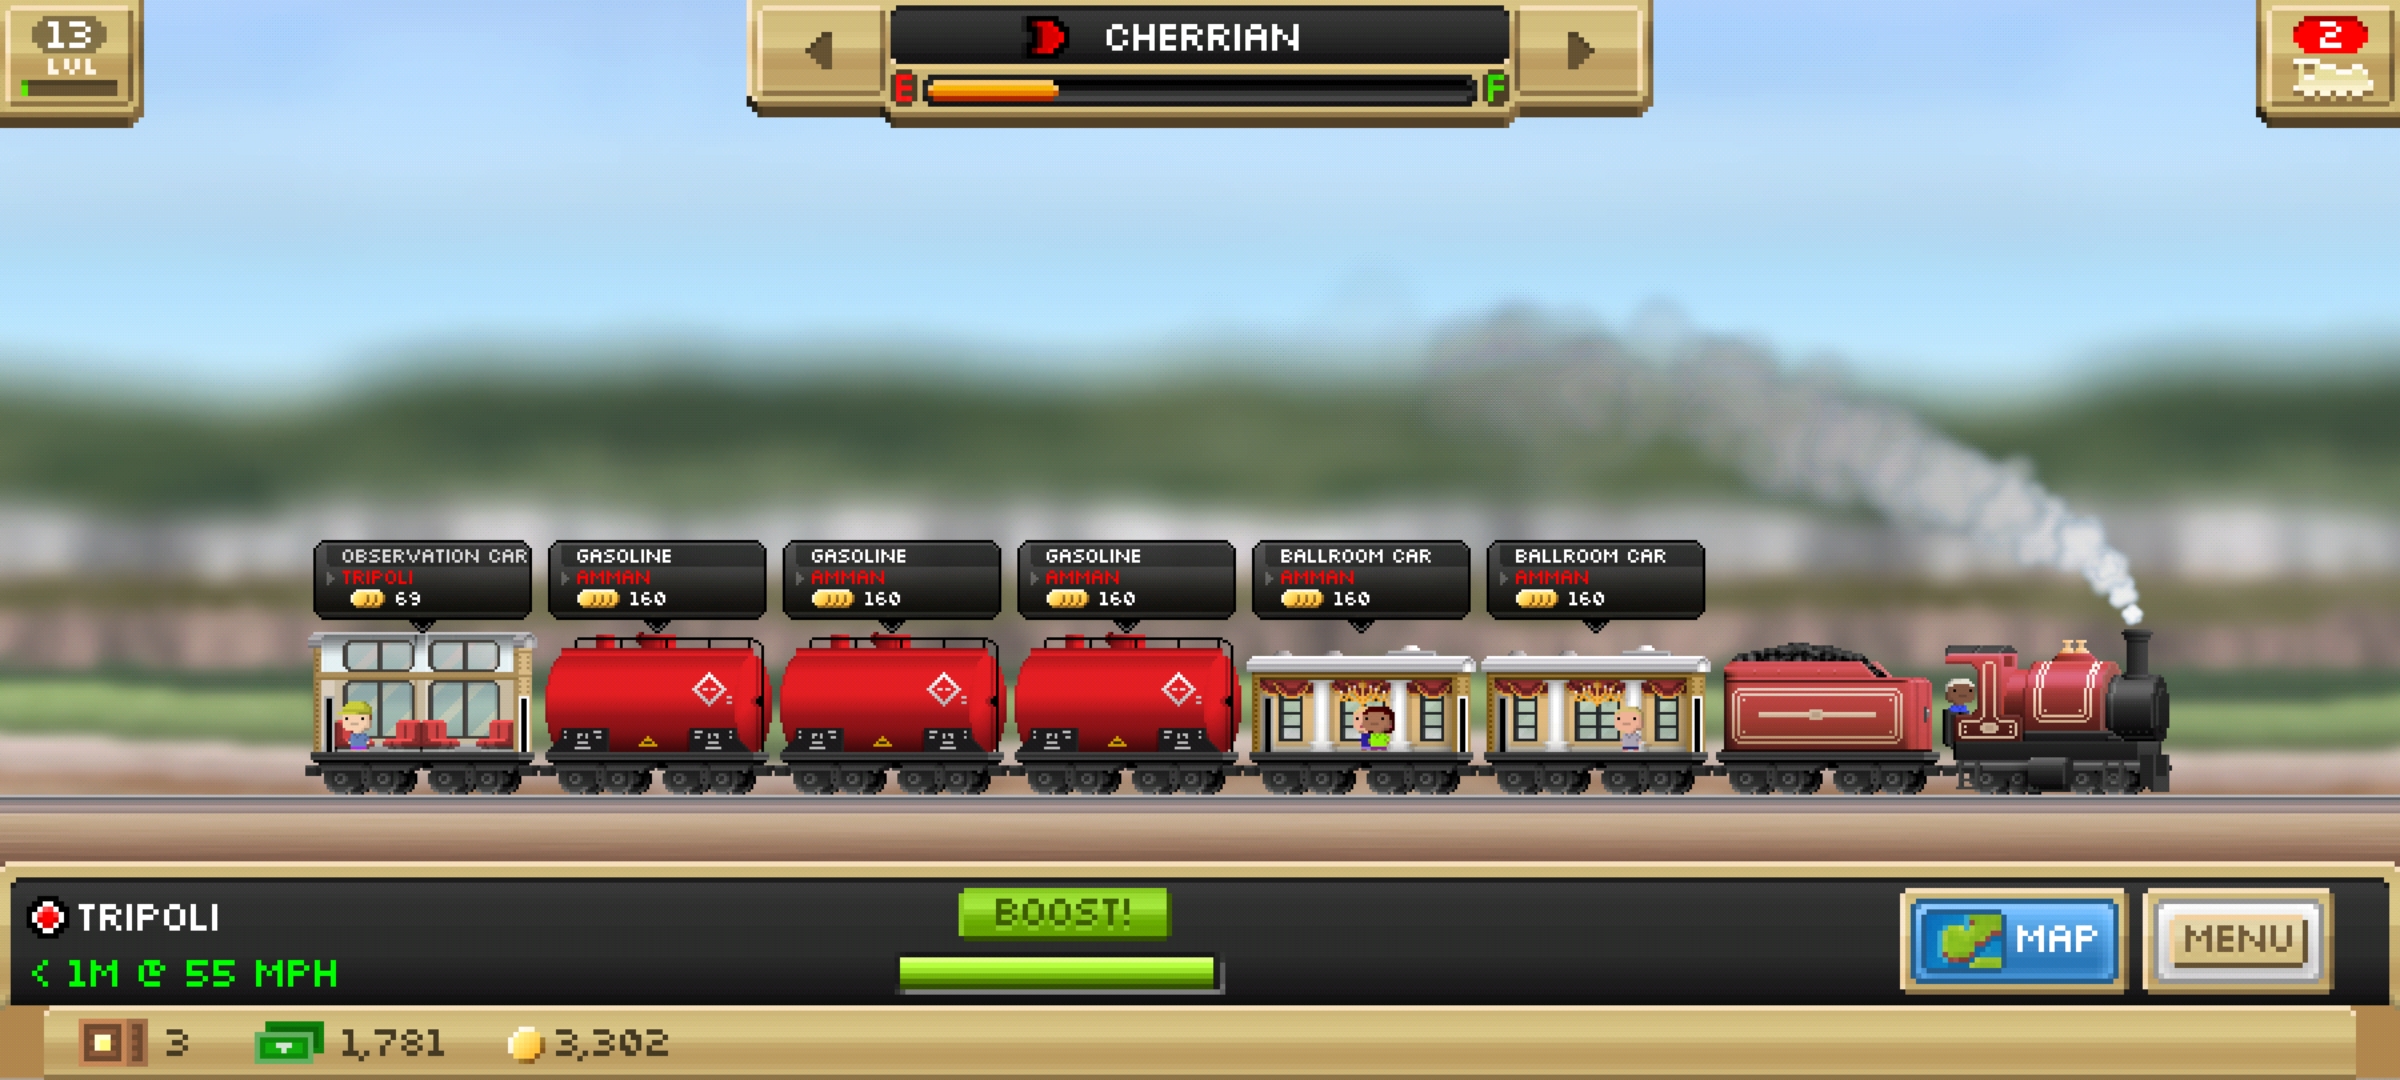 13
LVL
CHERRIAN
E F
2
OBSERVATION CAR
TRIPOLI
69
GASOLINE
AMMAN
160
GASOLINE
AMMAN
160
GASOLINE
AMMAN
160
BALLROOM CAR
AMMAN
160
BALLROOM CAR
AMMAN
160
TRIPOLI
< 1M @ 55 MPH
BOOST!
MAP
MENU
3
1,781
3,302